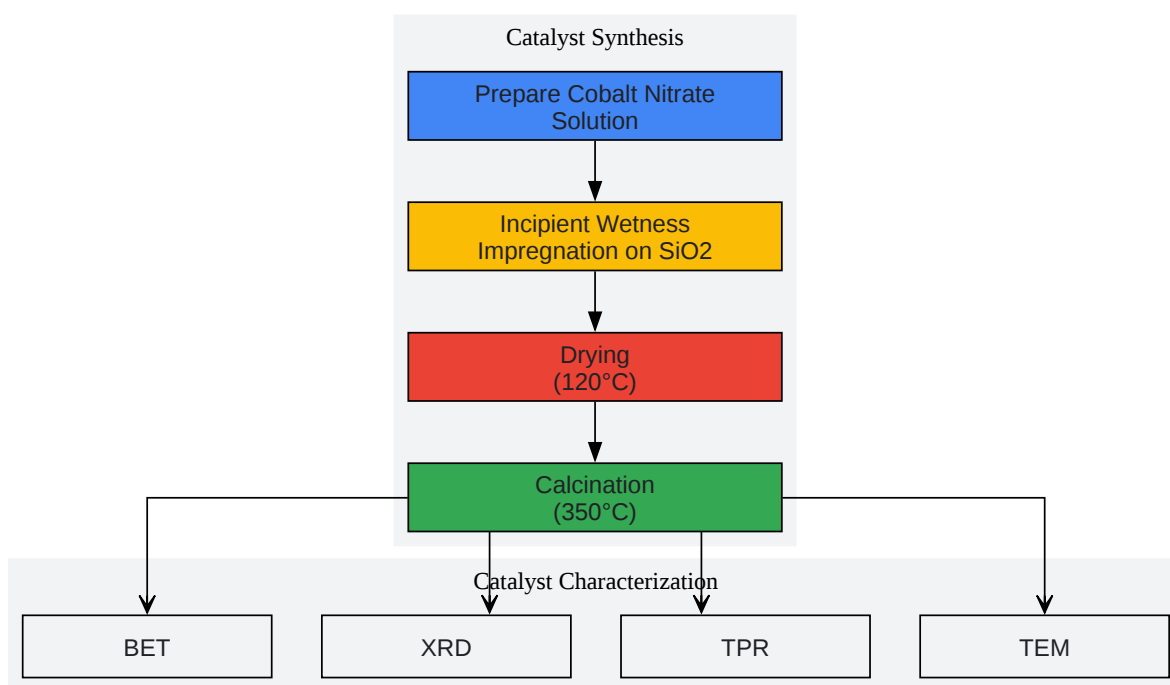 Catalyst Synthesis
Prepare Cobalt Nitrate
Solution
Incipient Wetness
Impregnation on SiO2
Drying
(120°C)
Calcination
(350°C)
Catalyst Characterization
BET
XRD
TPR
TEM